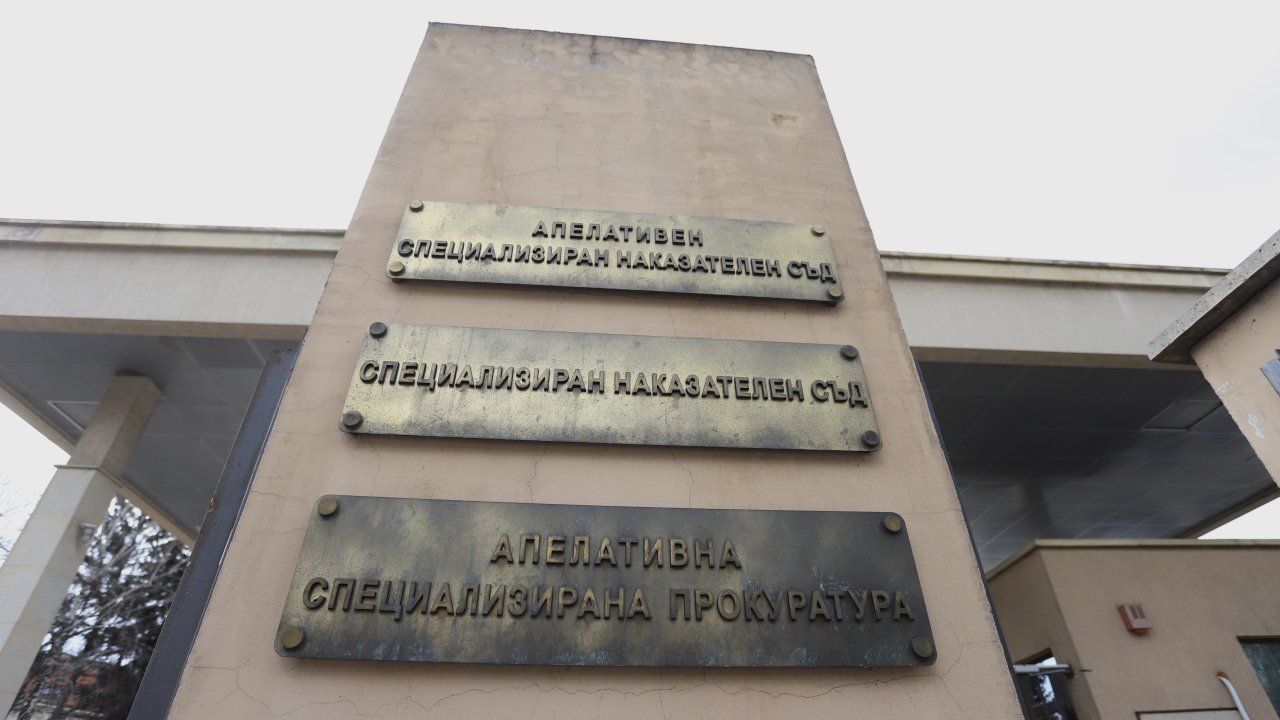 АПЕЛАТИВЕН
СПЕЦИАЛИЗИРАН НАКАЗАТЕЛЕН СЪД
СПЕЦИАЛИЗИРАН НАКАЗАТЕЛЕН СЪД
АПЕЛАТИВНА
СПЕЦИАЛИЗИРАНА ПРОКУРАТУРА